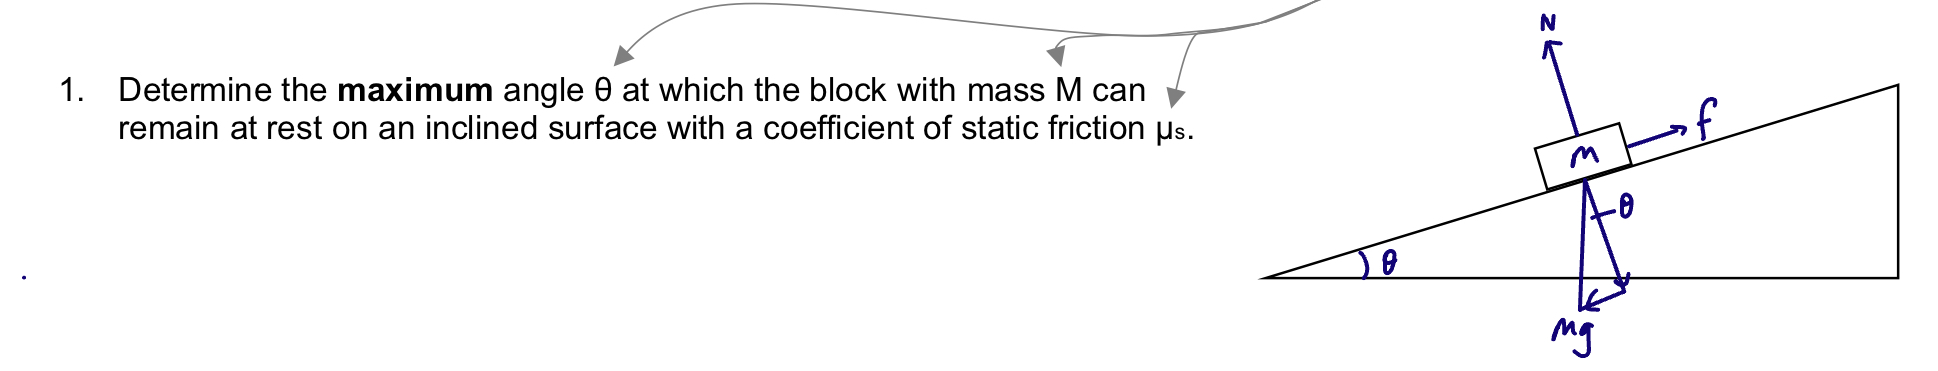 1. Determine the maximum angle θ at which the block with mass M can
remain at rest on an inclined surface with a coefficient of static friction μs.
N
f
M
θ
θ
Mg